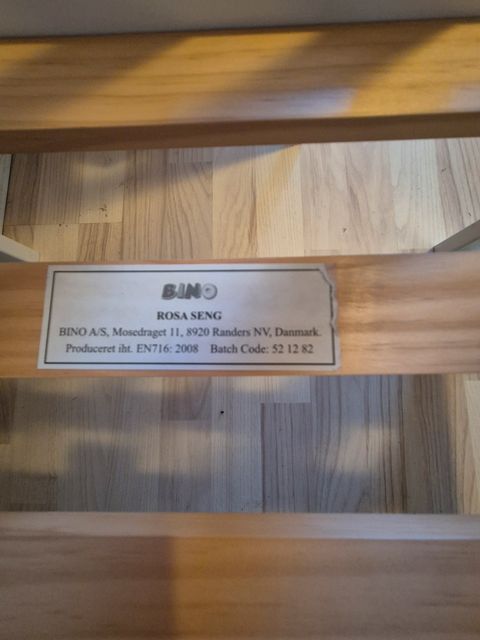 BINO
ROSA SENG
BINO A/S, Mosedraget 11, 8920 Randers NV, Danmark.
Produceret iht. EN716: 2008 Batch Code: 52 12 82